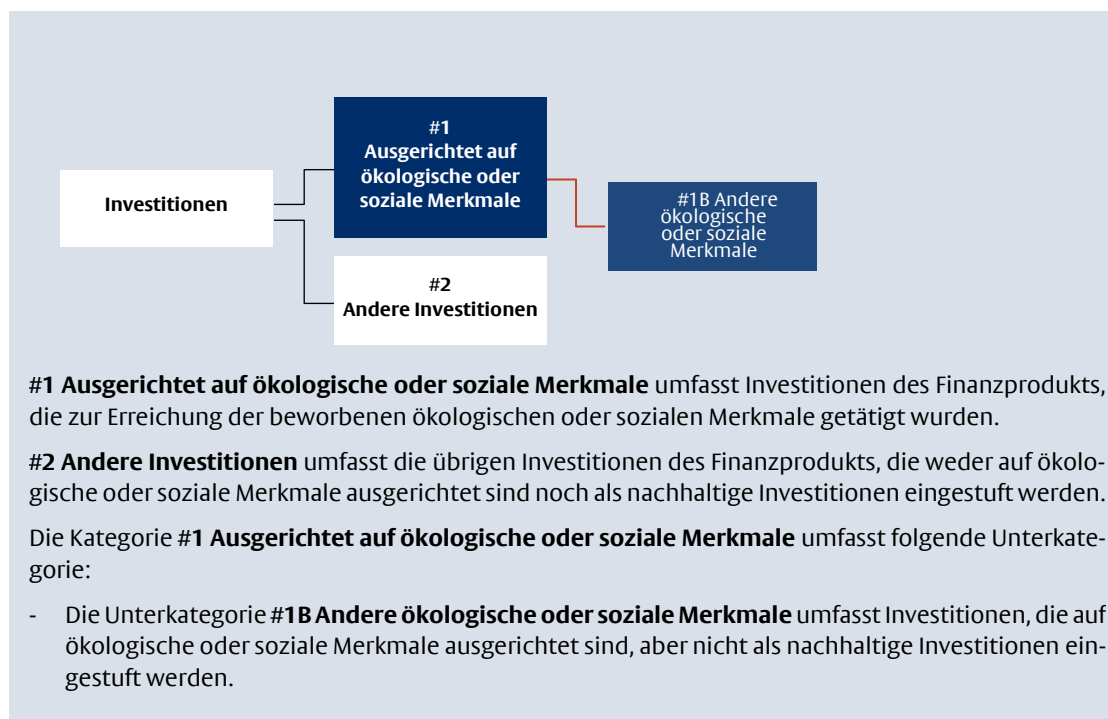 #1
Ausgerichtet auf
ökologische oder
soziale Merkmale
Investitionen
#1B Andere
ökologische
oder soziale
Merkmale
#2
Andere Investitionen
#1 Ausgerichtet auf ökologische oder soziale Merkmale umfasst Investitionen des Finanzprodukts,
die zur Erreichung der beworbenen ökologischen oder sozialen Merkmale getätigt wurden.
#2 Andere Investitionen umfasst die übrigen Investitionen des Finanzprodukts, die weder auf ökolo-
gische oder soziale Merkmale ausgerichtet sind noch als nachhaltige Investitionen eingestuft werden.
Die Kategorie #1 Ausgerichtet auf ökologische oder soziale Merkmale umfasst folgende Unterkate-
gorie:
- Die Unterkategorie #1B Andere ökologische oder soziale Merkmale umfasst Investitionen, die auf
ökologische oder soziale Merkmale ausgerichtet sind, aber nicht als nachhaltige Investitionen ein-
gestuft werden.